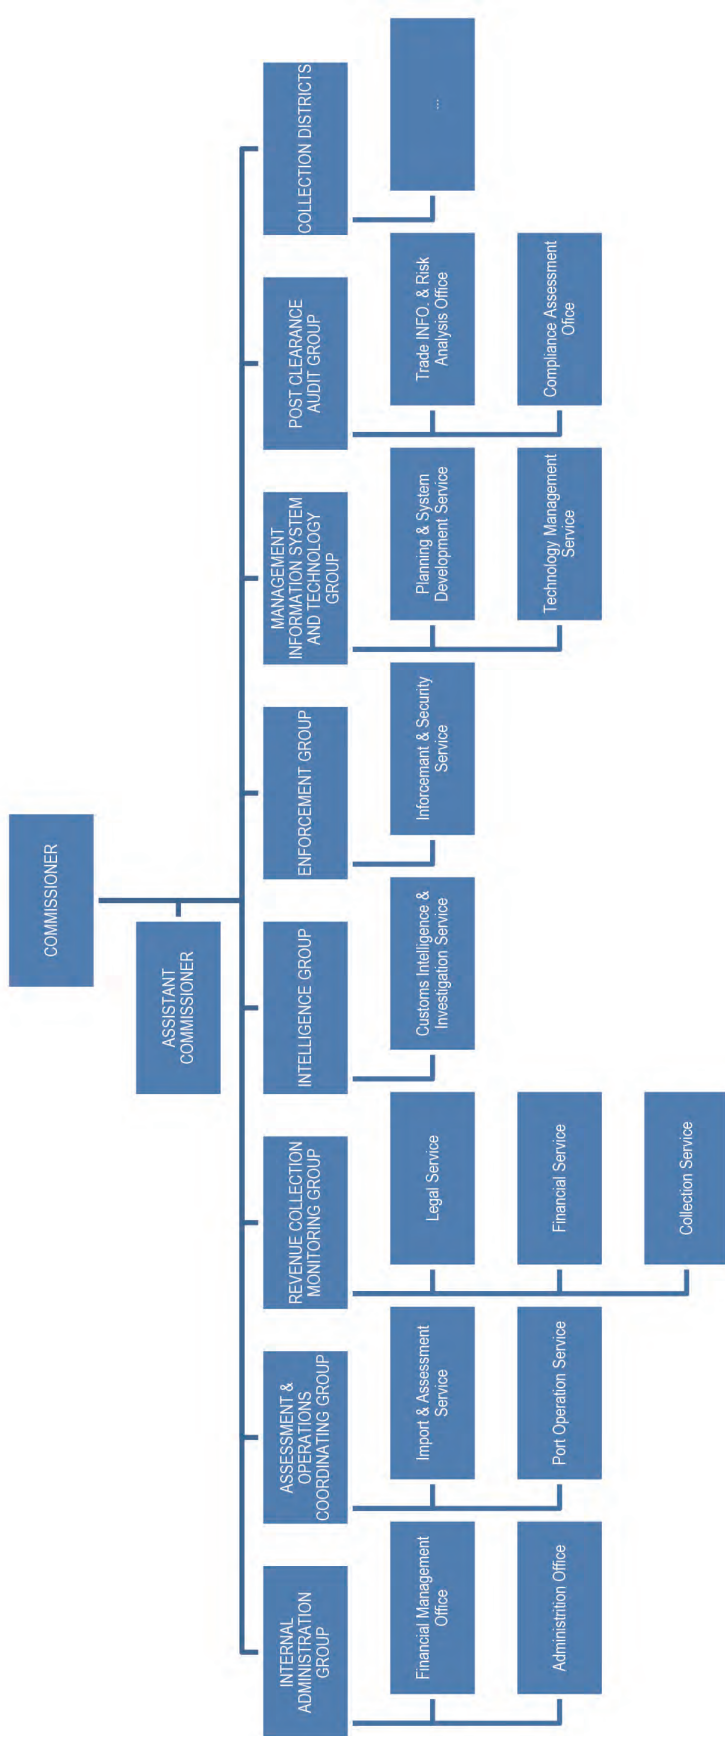 COMMISSIONER
ASSISTANT
COMMISSIONER
INTERNAL
ADMINISTRATION
GROUP
Financial Management
Office
Administrition Office
ASSESSMENT &
OPERATIONS
COORDINATING GROUP
Import & Assessment
Service
Port Operation Service
REVENUE COLLECTION
MONITORING GROUP
Legal Service
Financial Service
Collection Service
INTELLIGENCE GROUP
Customs Intelligence &
Investigation Service
ENFORCEMENT GROUP
Inforcemant & Security
Service
MANAGEMENT
INFORMATION SYSTEM
AND TECHNOLOGY
GROUP
Planning & System
Development Service
Technology Management
Service
POST CLEARANCE
AUDIT GROUP
Trade INFO. & Risk
Analysis Office
Compliance Assessment
Ofice
COLLECTION DISTRICTS
...